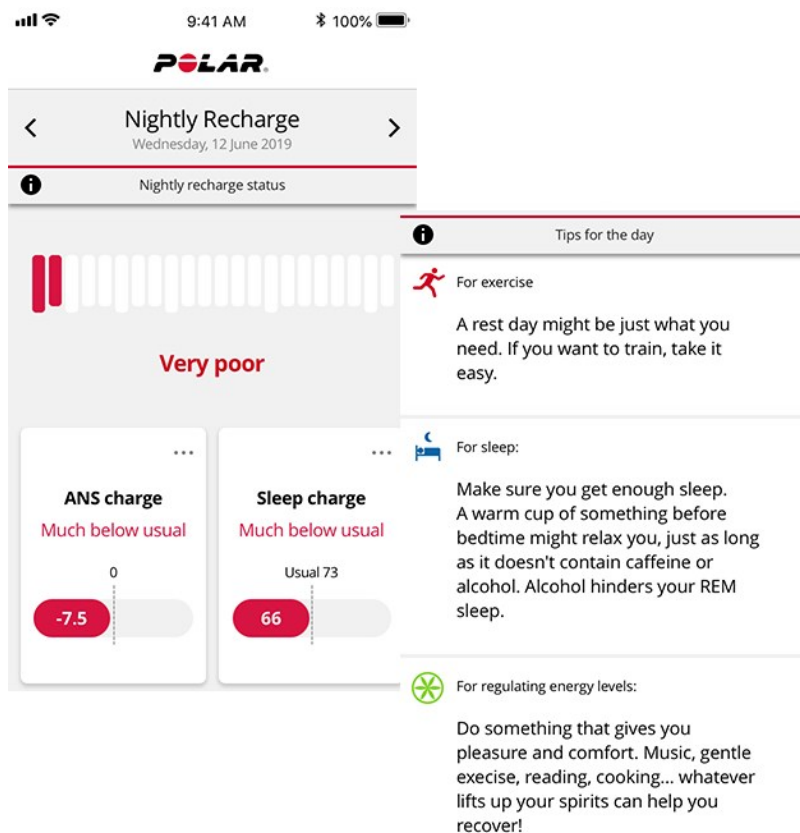 9:41 AM
100%
POLAR.
Nightly Recharge
Wednesday, 12 June 2019
Nightly recharge status
Very poor
ANS charge
Much below usual
0
-7.5
Sleep charge
Much below usual
Usual 73
66
Tips for the day
For exercise
A rest day might be just what you
need. If you want to train, take it
easy.
For sleep:
Make sure you get enough sleep.
A warm cup of something before
bedtime might relax you, just as long
as it doesn't contain caffeine or
alcohol. Alcohol hinders your REM
sleep.
For regulating energy levels:
Do something that gives you
pleasure and comfort. Music, gentle
execise, reading, cooking... whatever
lifts up your spirits can help you
recover!